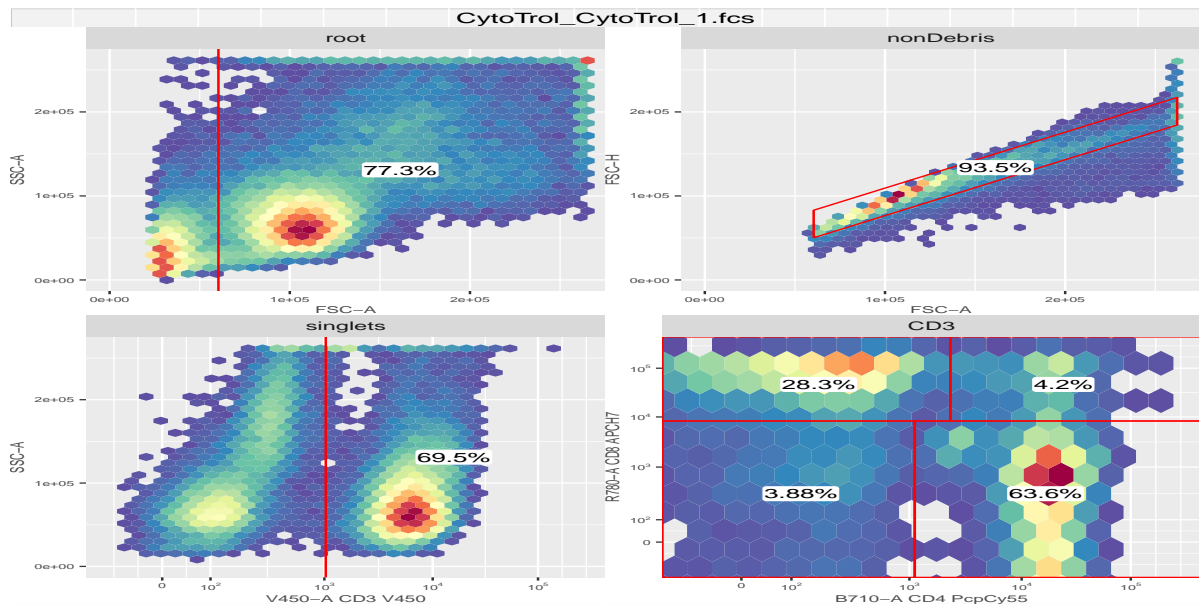 CytoTrol_CytoTrol_1.fcs
root
nonDebris
SSC−A
2e+05
1e+05
0e+00
77.3%
0e+00
1e+05
2e+05
FSC−A
FSC−H
2e+05
1e+05
0e+00
93.5%
0e+00
1e+05
2e+05
FSC−A
singlets
CD3
SSC−A
2e+05
1e+05
0e+00
69.5%
0
10²
10³
10⁴
10⁵
V450−A CD3 V450
R780−A CD8 APCH7
10⁵
10⁴
10³
10²
0
28.3%
4.2%
3.88%
63.6%
0
10²
10³
10⁴
10⁵
B710−A CD4 PcpCy55